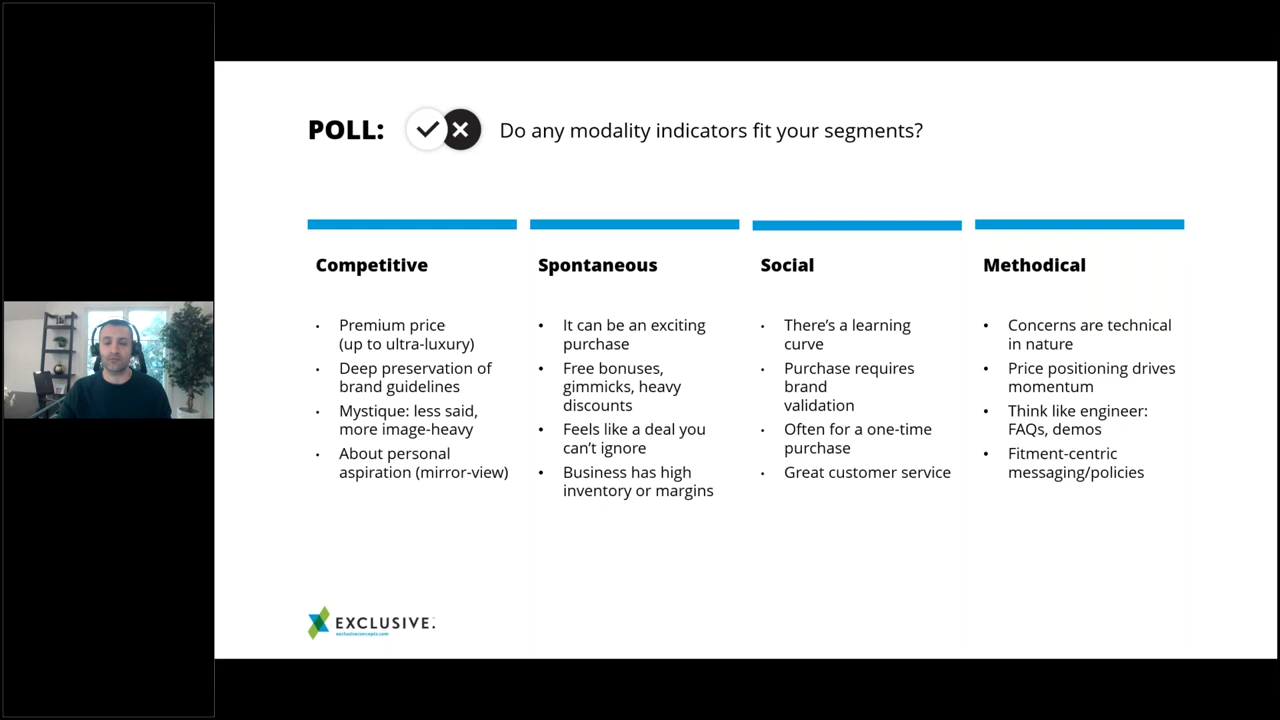 POLL:
Do any modality indicators fit your segments?
Competitive
• Premium price
(up to ultra-luxury)
• Deep preservation of
brand guidelines
• Mystique: less said,
more image-heavy
• About personal
aspiration (mirror-view)
Spontaneous
• It can be an exciting
purchase
• Free bonuses,
gimmicks, heavy
discounts
• Feels like a deal you
can’t ignore
• Business has high
inventory or margins
Social
• There’s a learning
curve
• Purchase requires
brand
validation
• Often for a one-time
purchase
• Great customer service
Methodical
• Concerns are technical
in nature
• Price positioning drives
momentum
• Think like engineer:
FAQs, demos
• Fitment-centric
messaging/policies
EXCLUSIVE.
exclusiveconcepts.com